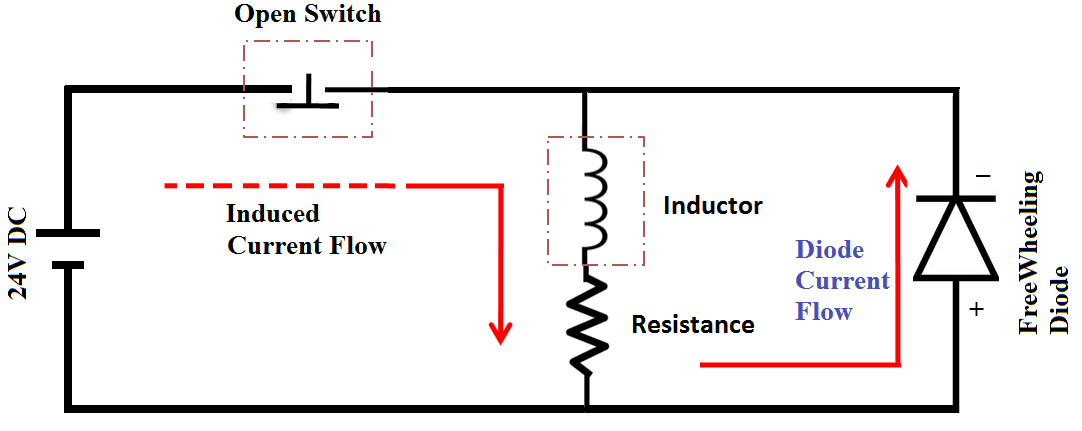 Open Switch
24V DC
Induced
Current Flow
Inductor
Resistance
Diode
Current
Flow
−
+
FreeWheeling
Diode